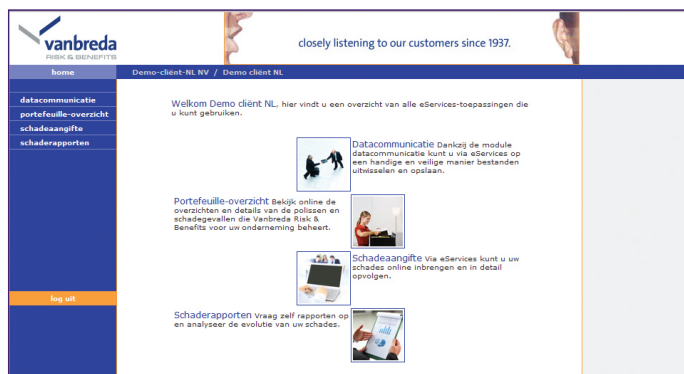 vanbreda
RISK & BENEFITS
closely listening to our customers since 1937.
home
Demo-cliënt-NL NV / Demo cliënt NL
datacommunicatie
portefeuille-overzicht
schadeaangifte
schaderapporten
log uit
Welkom Demo cliënt NL, hier vindt u een overzicht van alle eServices-toepassingen die
u kunt gebruiken.
Datacommunicatie Dankzij de module
datacommunicatie kunt u via eServices op
een handige en veilige manier bestanden
uitwisselen en opslaan.
Portefeuille-overzicht Bekijk online de
overzichten en details van de polissen en
schadegevallen die Vanbreda Risk &
Benefits voor uw onderneming beheert.
Schadeaangifte Via eServices kunt u uw
schades online inbrengen en in detail
opvolgen.
Schaderapporten Vraag zelf rapporten op
en analyseer de evolutie van uw schades.